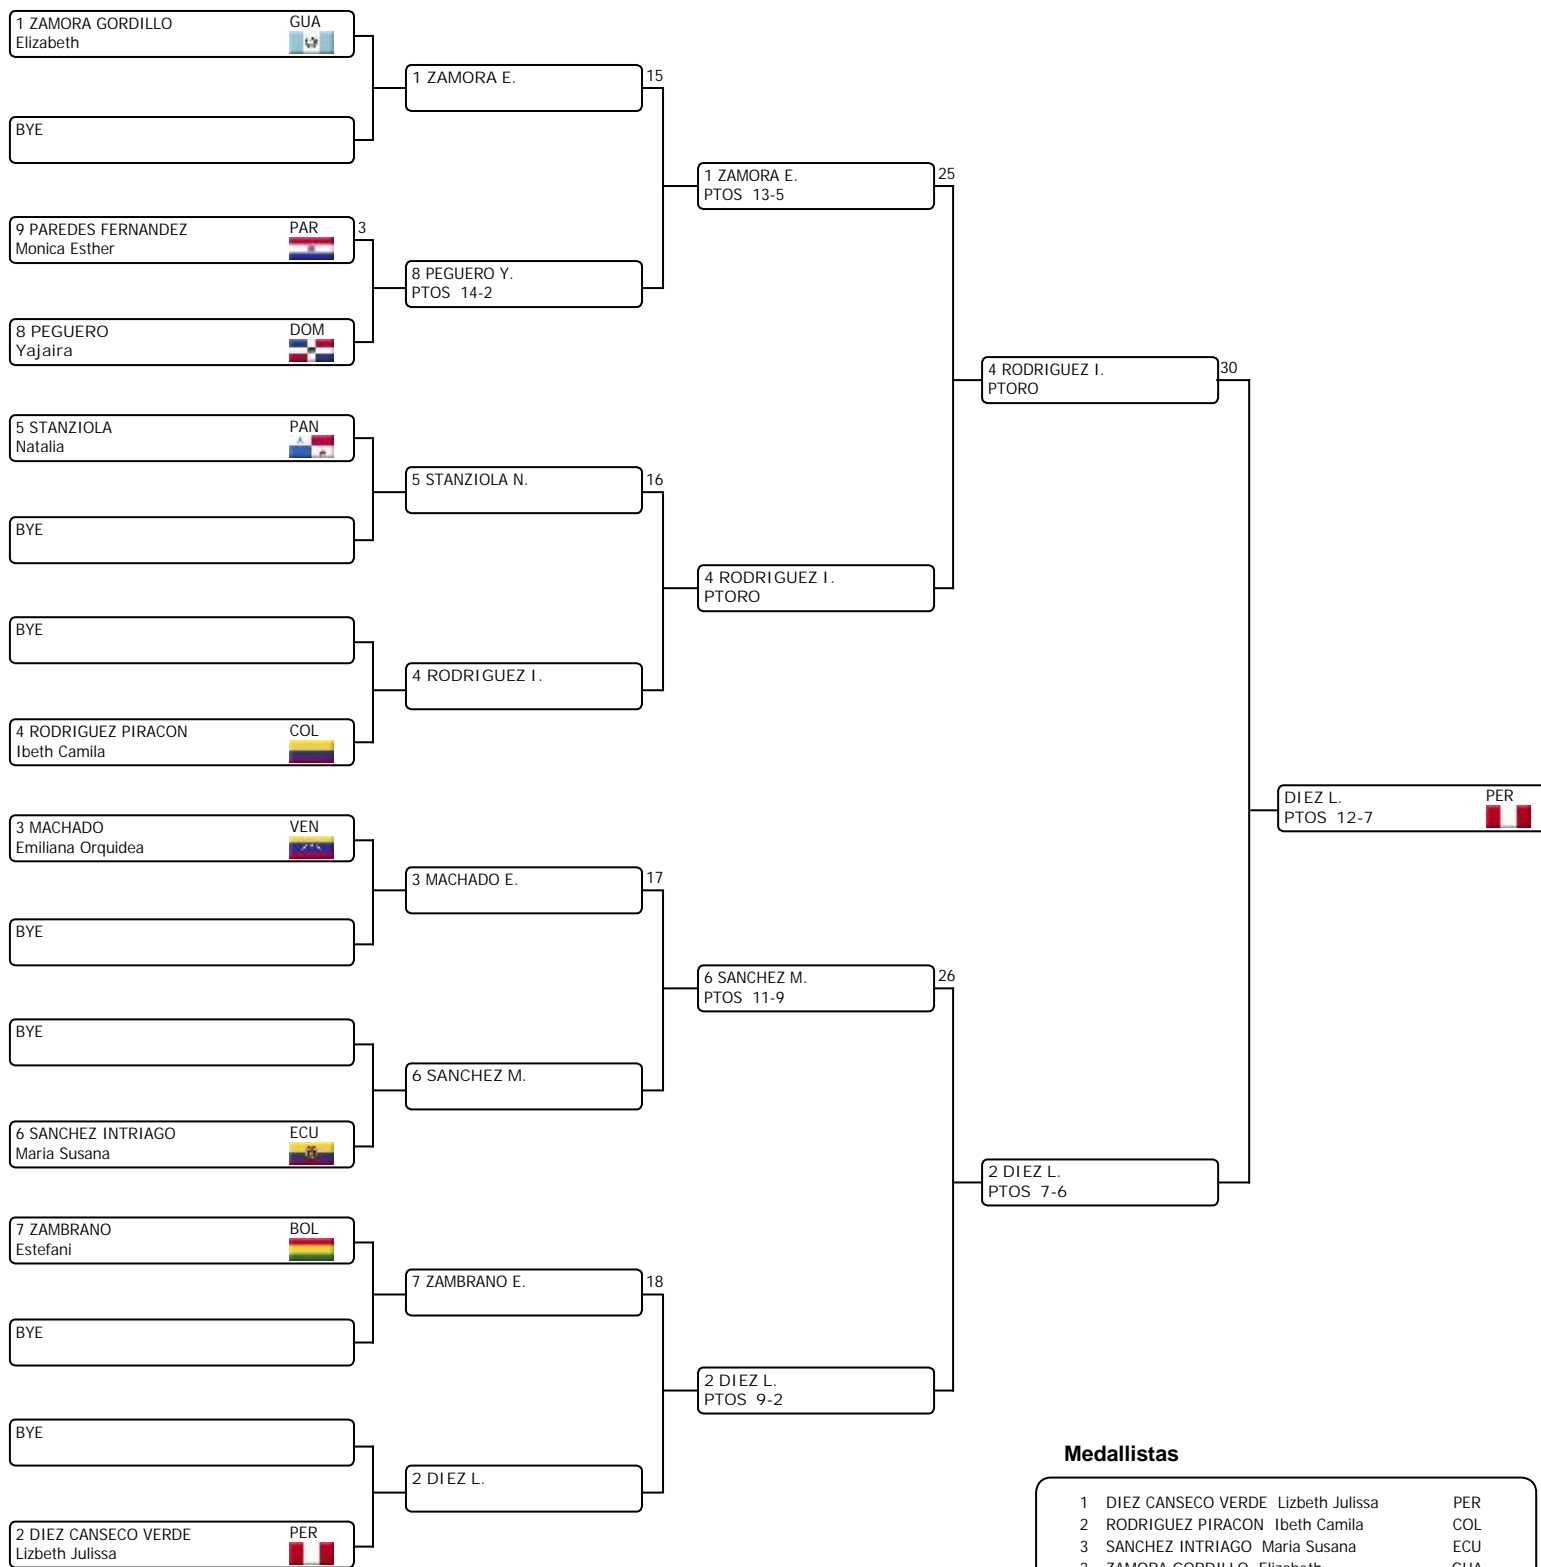 1 ZAMORA GORDILLO GUA
Elizabeth
BYE
9 PAREDES FERNANDEZ PAR 3
Monica Esther
8 PEGUERO DOM
Yajaira
5 STANZIOLA PAN
Natalia
BYE
BYE
4 RODRIGUEZ PIRACON COL
Ibeth Camila
3 MACHADO VEN
Emiliana Orquidea
BYE
BYE
6 SANCHEZ INTRIAGO ECU
Maria Susana
7 ZAMBRANO BOL
Estefani
BYE
BYE
2 DIEZ CANSECO VERDE PER
Lizbeth Julissa
1 ZAMORA E. 15
8 PEGUERO Y.
PTOS 14-2
5 STANZIOLA N. 16
4 RODRIGUEZ I.
3 MACHADO E. 17
6 SANCHEZ M.
7 ZAMBRANO E. 18
2 DIEZ L.
1 ZAMORA E. 25
PTOS 13-5
4 RODRIGUEZ I.
PTORO
6 SANCHEZ M. 26
PTOS 11-9
2 DIEZ L.
PTOS 9-2
4 RODRIGUEZ I. 30
PTORO
2 DIEZ L.
PTOS 7-6
DIEZ L. PER
PTOS 12-7
Medallistas
1 DIEZ CANSECO VERDE Lizbeth Julissa PER
2 RODRIGUEZ PIRACON Ibeth Camila COL
3 SANCHEZ INTRIAGO Maria Susana ECU
3 ZAMORA GORDILLO Elizabeth GUA